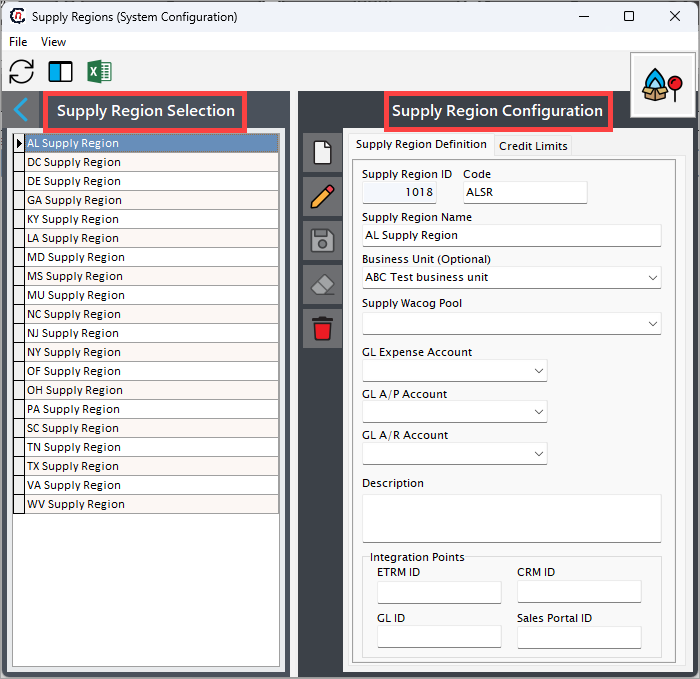 Supply Regions (System Configuration)
File View
Supply Region Selection
AL Supply Region
DC Supply Region
DE Supply Region
GA Supply Region
KY Supply Region
LA Supply Region
MD Supply Region
MS Supply Region
MU Supply Region
NC Supply Region
NJ Supply Region
NY Supply Region
OF Supply Region
OH Supply Region
PA Supply Region
SC Supply Region
TN Supply Region
TX Supply Region
VA Supply Region
WV Supply Region
Supply Region Configuration
Supply Region Definition Credit Limits
Supply Region ID Code
1018 ALSR
Supply Region Name
AL Supply Region
Business Unit (Optional)
ABC Test business unit
Supply Wacog Pool
GL Expense Account
GL A/P Account
GL A/R Account
Description
Integration Points
ETRM ID CRM ID
GL ID Sales Portal ID